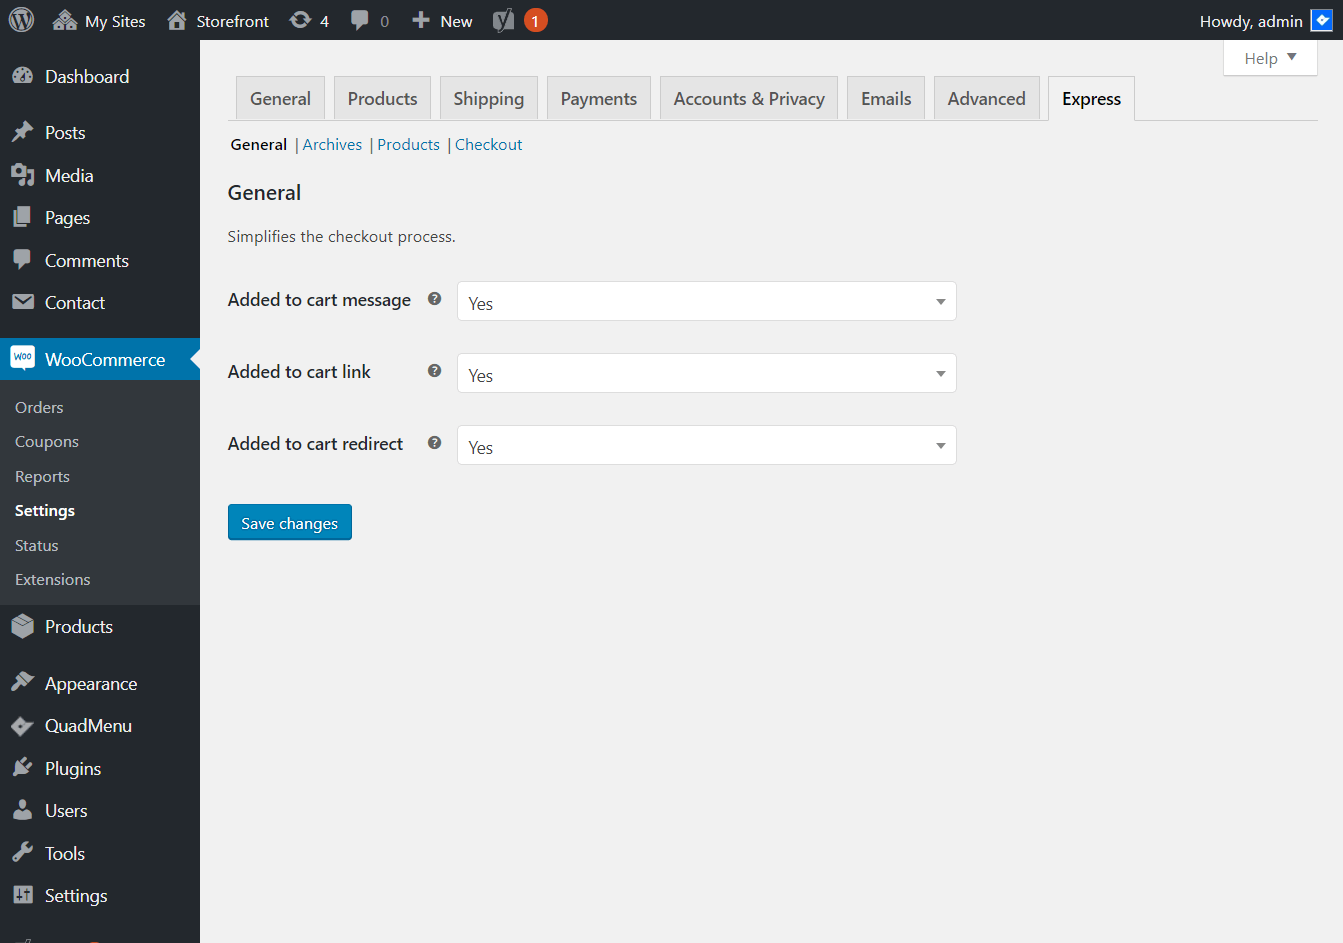 My Sites Storefront 4 0 New 1 Howdy, admin
Help
Dashboard
Posts
Media
Pages
Comments
Contact
woo WooCommerce
Orders
Coupons
Reports
Settings
Status
Extensions
Products
Appearance
QuadMenu
Plugins
Users
Tools
Settings
General Products Shipping Payments Accounts & Privacy Emails Advanced Express
General | Archives | Products | Checkout
General
Simplifies the checkout process.
Added to cart message ? Yes
Added to cart link ? Yes
Added to cart redirect ? Yes
Save changes